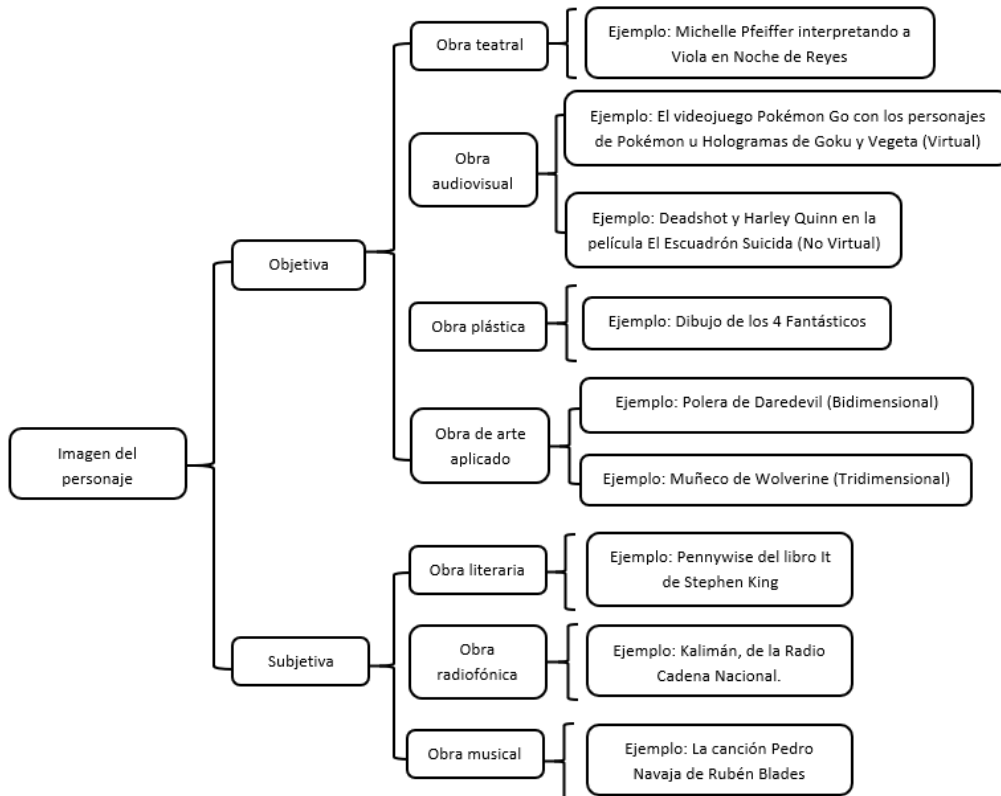 Imagen del
personaje
Objetiva
Obra teatral
Ejemplo: Michelle Pfeiffer interpretando a
Viola en Noche de Reyes
Obra
audiovisual
Ejemplo: El videojuego Pokémon Go con los personajes
de Pokémon u Hologramas de Goku y Vegeta (Virtual)
Ejemplo: Deadshot y Harley Quinn en la
película El Escuadrón Suicida (No Virtual)
Obra plástica
Ejemplo: Dibujo de los 4 Fantásticos
Obra de arte
aplicado
Ejemplo: Polera de Daredevil (Bidimensional)
Ejemplo: Muñeco de Wolverine (Tridimensional)
Subjetiva
Obra literaria
Ejemplo: Pennywise del libro It
de Stephen King
Obra
radiofónica
Ejemplo: Kalimán, de la Radio
Cadena Nacional.
Obra musical
Ejemplo: La canción Pedro
Navaja de Rubén Blades